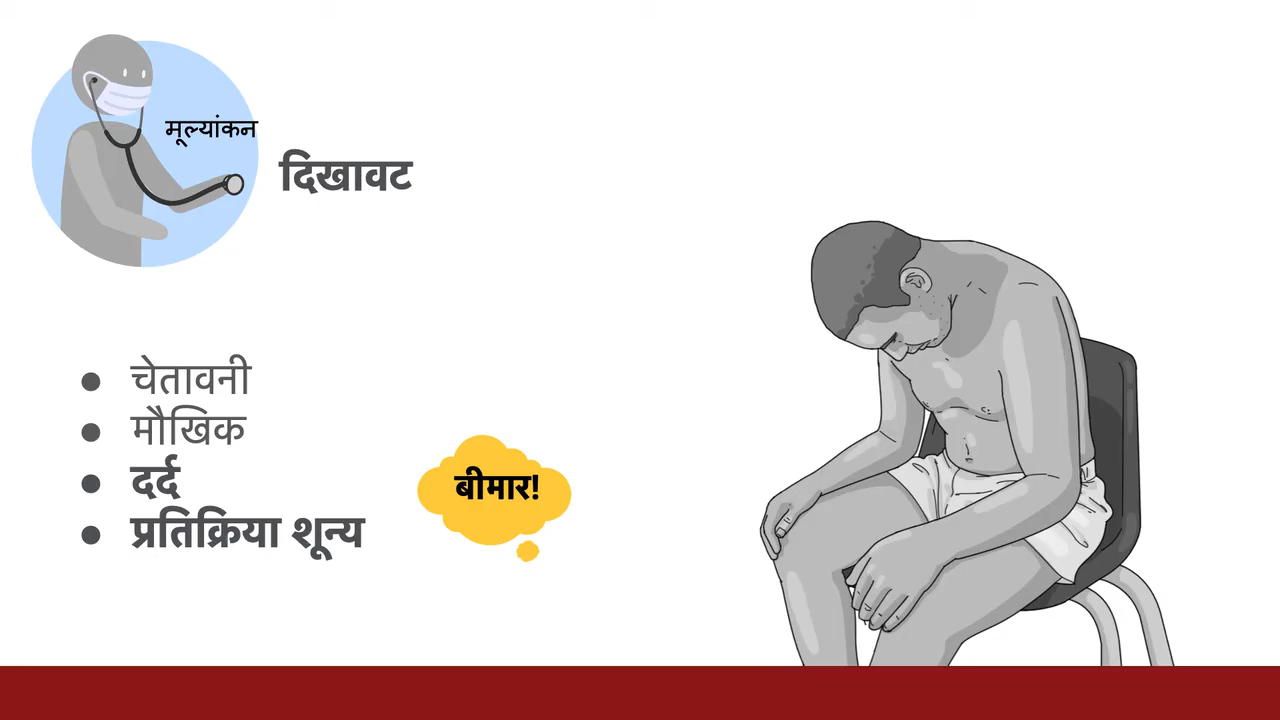 मूल्यांकन
दिखावट
● चेतावनी
● मौखिक
● दर्द
● प्रतिक्रिया शून्य
बीमार!